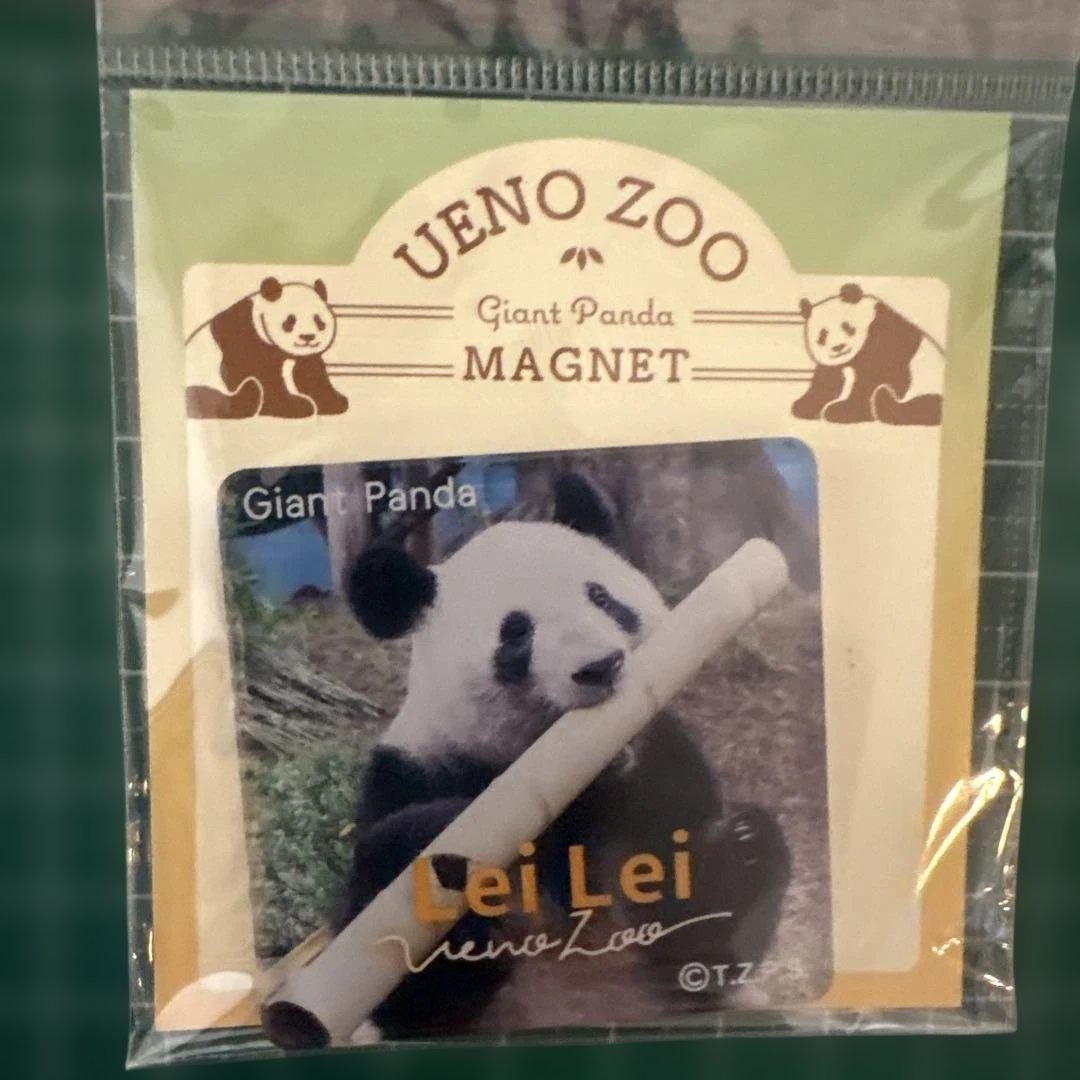 UENO ZOO
Giant Panda
MAGNET
Giant Panda
Lei Lei
Ueno Zoo
©T.Z.P.S.